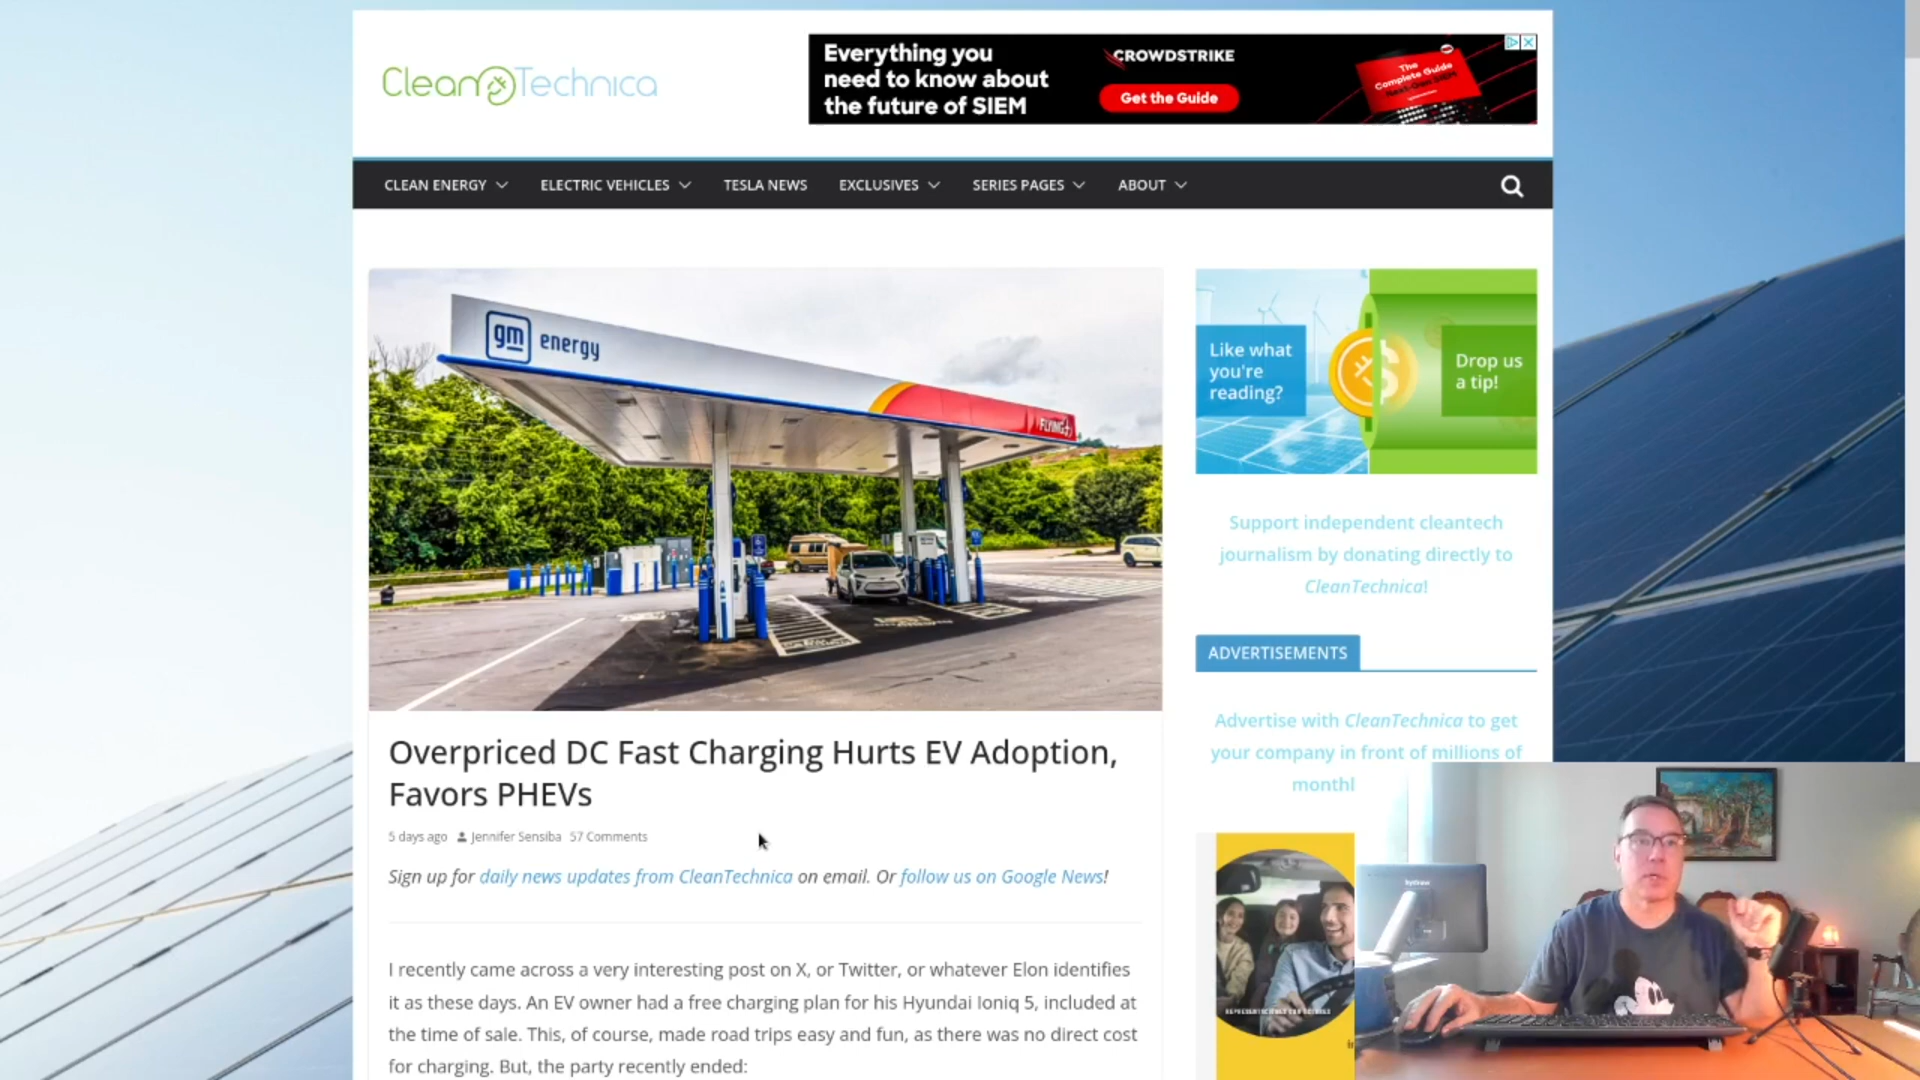 CleanTechnica
Everything you
need to know about
the future of SIEM
CROWDSTRIKE
Get the Guide
The
Complete Guide
CLEAN ENERGY
ELECTRIC VEHICLES
TESLA NEWS
EXCLUSIVES
SERIES PAGES
ABOUT
gm energy
Like what
you're
reading?
Drop us
a tip!
Support independent cleantech
journalism by donating directly to
CleanTechnica!
ADVERTISEMENTS
Advertise with CleanTechnica to get
your company in front of millions of
monthl
Overpriced DC Fast Charging Hurts EV Adoption,
Favors PHEVs
5 days ago Jennifer Sensiba 57 Comments
Sign up for daily news updates from CleanTechnica on email. Or follow us on Google News!
I recently came across a very interesting post on X, or Twitter, or whatever Elon identifies
it as these days. An EV owner had a free charging plan for his Hyundai Ioniq 5, included at
the time of sale. This, of course, made road trips easy and fun, as there was no direct cost
for charging. But, the party recently ended: